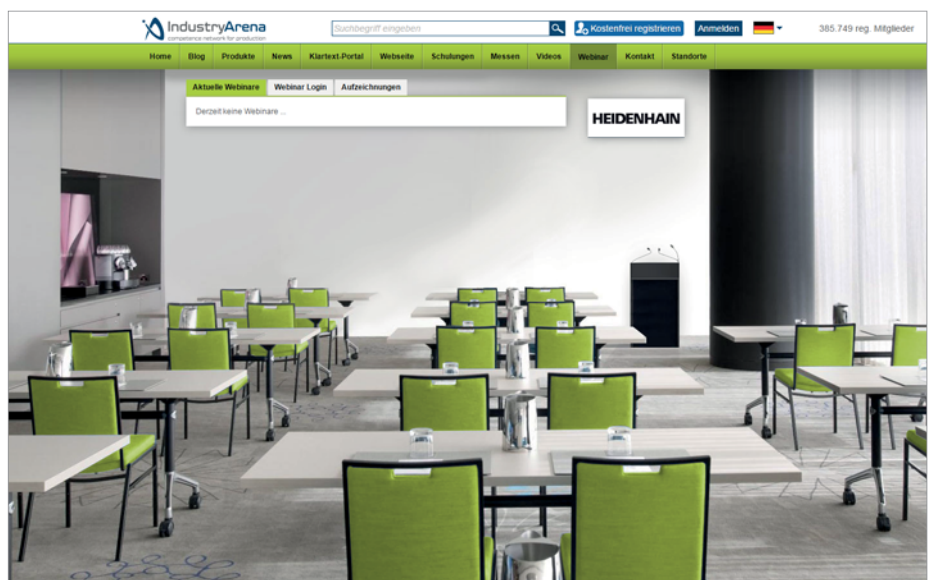 IndustryArena
competence network for production
Suchbegriff eingeben
Kostenfrei registrieren
Anmelden
385.749 reg. Mitglieder
Home Blog Produkte News Klartext-Portal Webseite Schulungen Messen Videos Webinar Kontakt Standorte
Aktuelle Webinare Webinar Login Aufzeichnungen
Derzeit keine Webinare ...
HEIDENHAIN